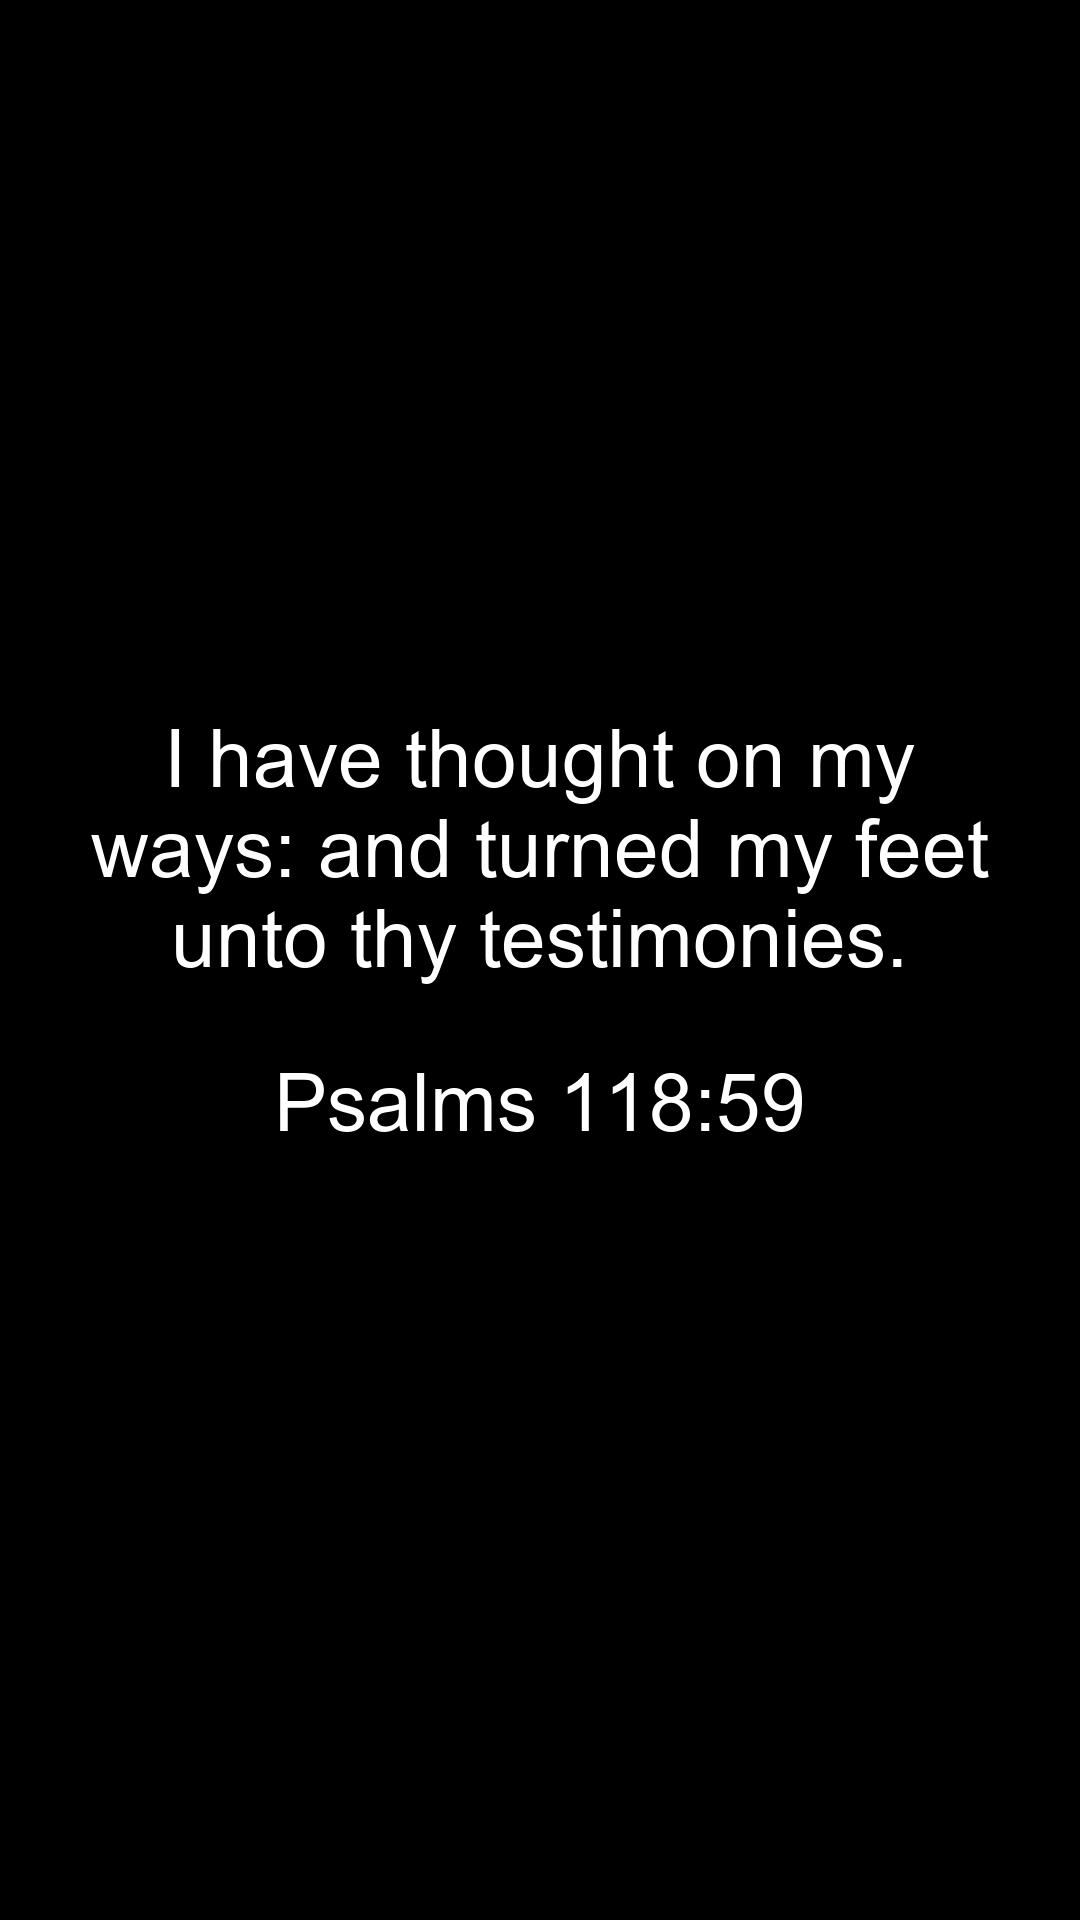 I have thought on my
ways: and turned my feet
unto thy testimonies.
Psalms 118:59